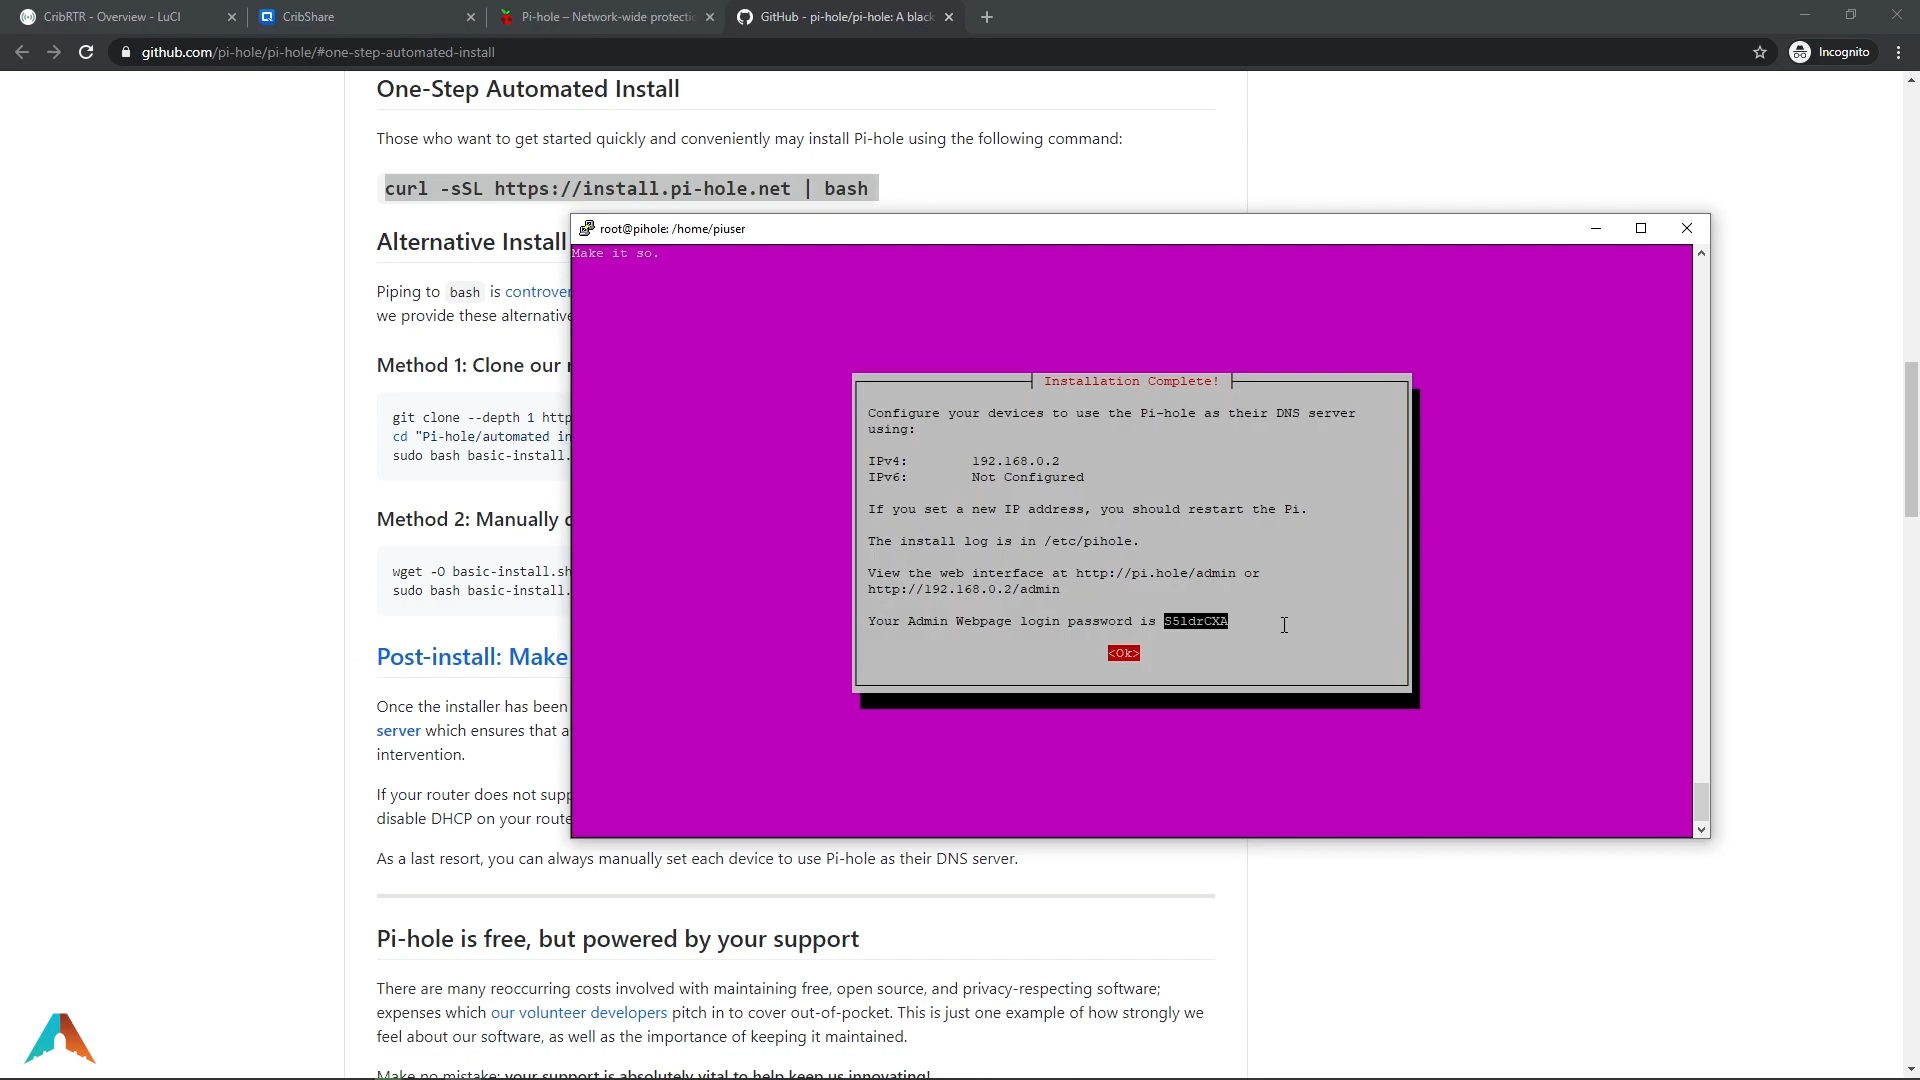 CribRTR - Overview - LuCI
CribShare
Pi-hole – Network-wide protectio
GitHub - pi-hole/pi-hole: A black
github.com/pi-hole/pi-hole/#one-step-automated-install
Incognito
One-Step Automated Install
Those who want to get started quickly and conveniently may install Pi-hole using the following command:
curl -sSL https://install.pi-hole.net | bash
Alternative Install
Piping to bash is controver
we provide these alternative
Method 1: Clone our r
git clone --depth 1 http
cd "Pi-hole/automated in
sudo bash basic-install.
Method 2: Manually d
wget -O basic-install.sh
sudo bash basic-install.
Post-install: Make
Once the installer has been
server which ensures that a
intervention.
If your router does not supp
disable DHCP on your route
As a last resort, you can always manually set each device to use Pi-hole as their DNS server.
Pi-hole is free, but powered by your support
There are many reoccurring costs involved with maintaining free, open source, and privacy-respecting software;
expenses which our volunteer developers pitch in to cover out-of-pocket. This is just one example of how strongly we
feel about our software, as well as the importance of keeping it maintained.
Make no mistake: your support is absolutely vital to help keep us innovating!
root@pihole: /home/piuser
Make it so.
Installation Complete!
Configure your devices to use the Pi-hole as their DNS server
using:
IPv4: 192.168.0.2
IPv6: Not Configured
If you set a new IP address, you should restart the Pi.
The install log is in /etc/pihole.
View the web interface at http://pi.hole/admin or
http://192.168.0.2/admin
Your Admin Webpage login password is S5ldrCXA
<Ok>